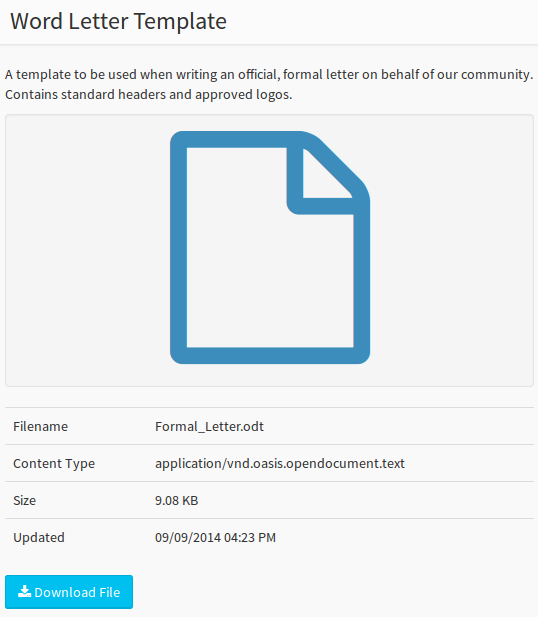 Word Letter Template
A template to be used when writing an official, formal letter on behalf of our community.
Contains standard headers and approved logos.
Filename Formal_Letter.odt
Content Type application/vnd.oasis.opendocument.text
Size 9.08 KB
Updated 09/09/2014 04:23 PM
Download File